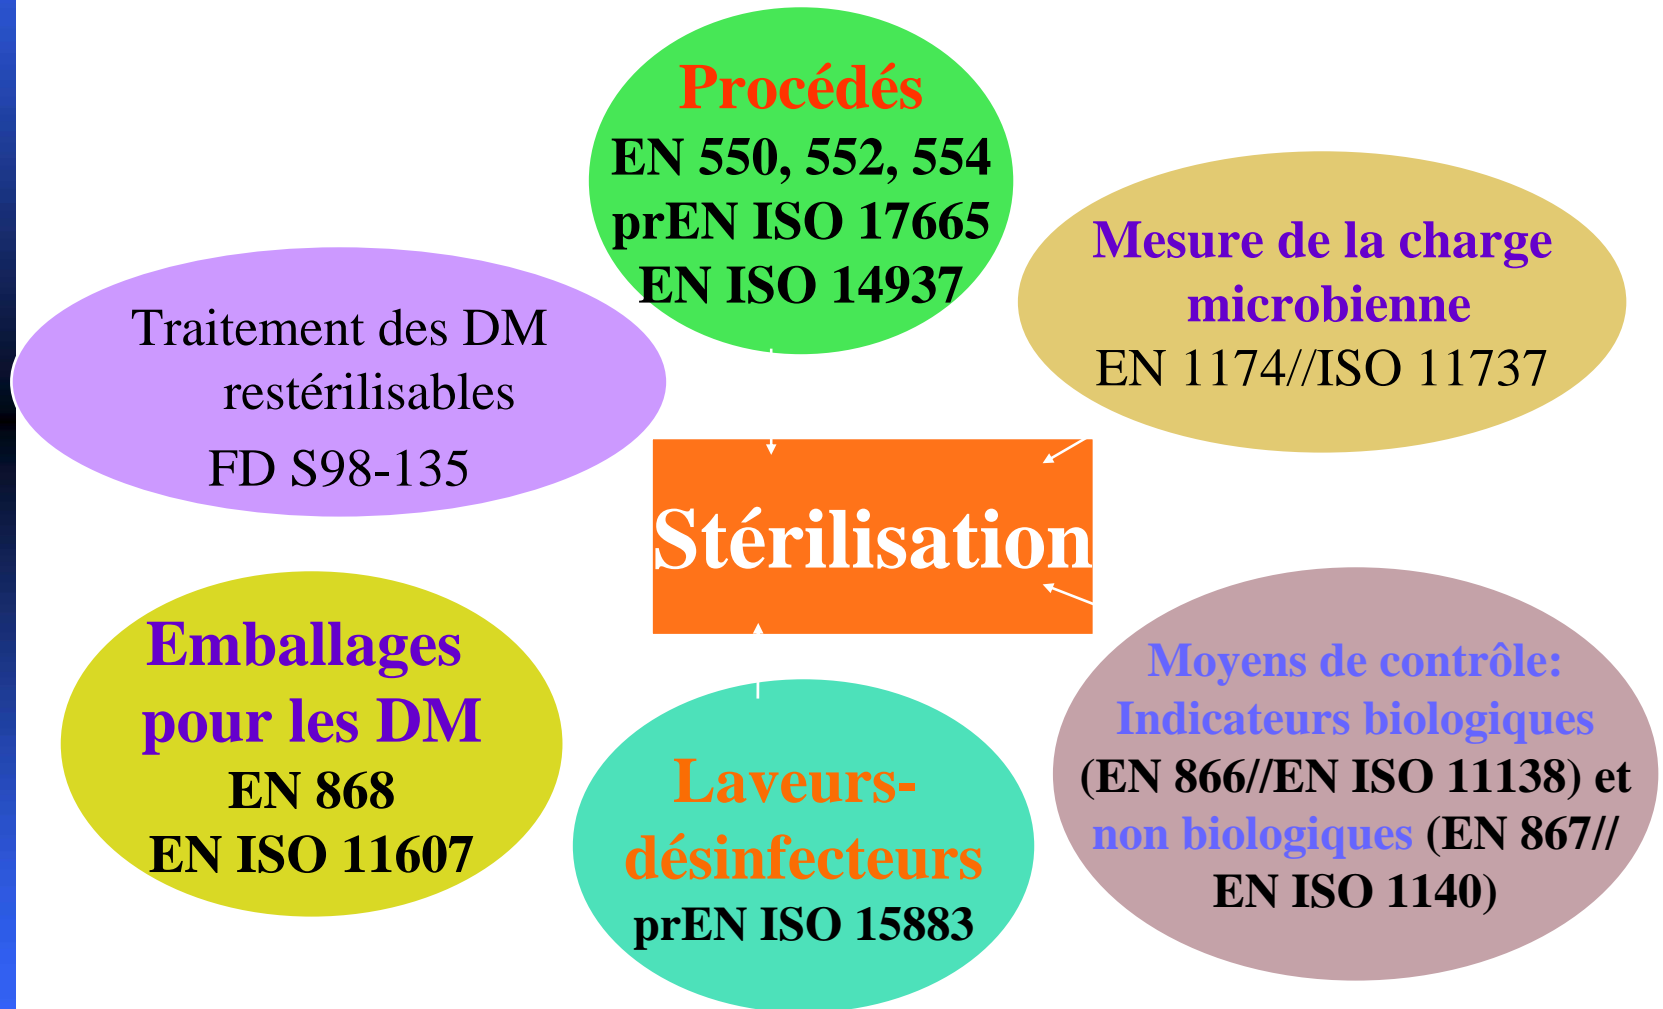 Procédés
EN 550, 552, 554
prEN ISO 17665
EN ISO 14937
Mesure de la charge
microbienne
EN 1174//ISO 11737
Traitement des DM
restérilisables
FD S98-135
Stérilisation
Emballages
pour les DM
EN 868
EN ISO 11607
Laveurs-
désinfecteurs
prEN ISO 15883
Moyens de contrôle:
Indicateurs biologiques
(EN 866//EN ISO 11138) et
non biologiques (EN 867//
EN ISO 1140)